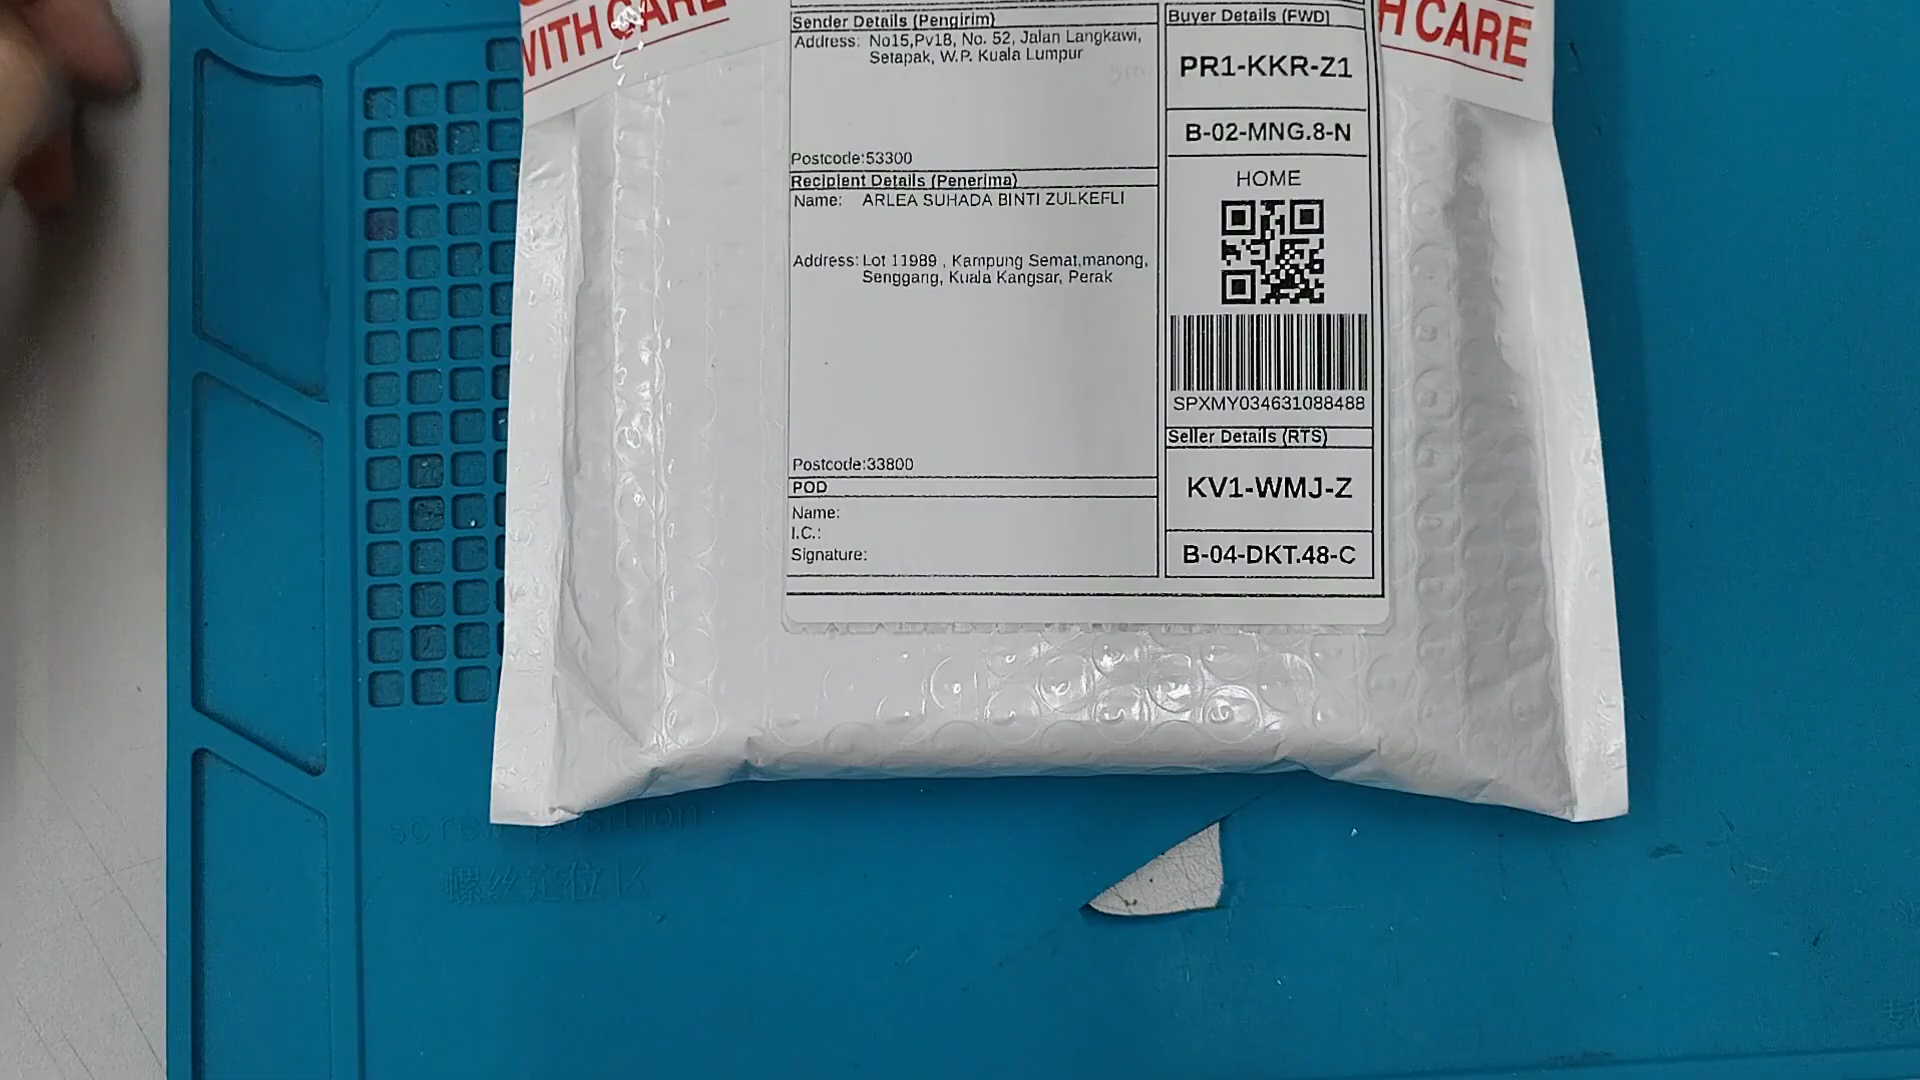 WITH CARE
H CARE
Sender Details (Pengirim)
Address: No15,Pv18, No. 52, Jalan Langkawi,
Setapak, W.P. Kuala Lumpur
Postcode:53300
Recipient Details (Penerima)
Name: ARLEA SUHADA BINTI ZULKEFLI
Address: Lot 11989 , Kampung Semat,manong,
Senggang, Kuala Kangsar, Perak
Postcode:33800
POD
Name:
I.C.:
Signature:
Buyer Details (FWD)
PR1-KKR-Z1
B-02-MNG.8-N
HOME
SPXMY034631088488
Seller Details (RTS)
KV1-WMJ-Z
B-04-DKT.48-C
screw position
螺丝定位区